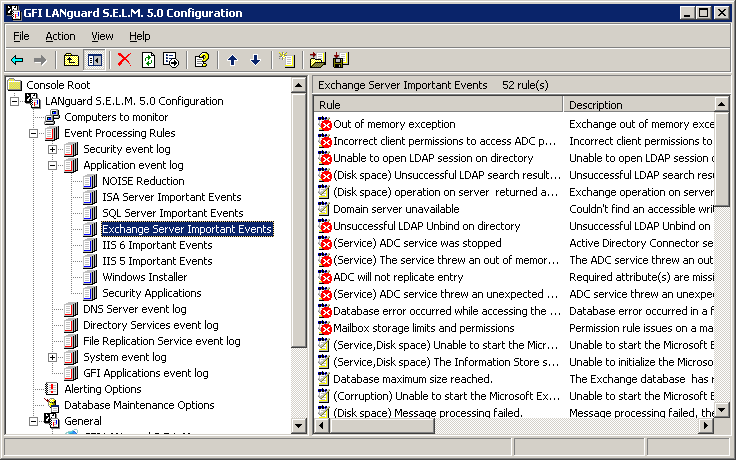 GFI LANguard S.E.L.M. 5.0 Configuration
File Action View Help
Console Root
LANguard S.E.L.M. 5.0 Configuration
Computers to monitor
Event Processing Rules
Security event log
Application event log
NOISE Reduction
ISA Server Important Events
SQL Server Important Events
Exchange Server Important Events
IIS 6 Important Events
IIS 5 Important Events
Windows Installer
Security Applications
DNS Server event log
Directory Services event log
File Replication Service event log
System event log
GFI Applications event log
Alerting Options
Database Maintenance Options
General
Exchange Server Important Events 52 rule(s)
Rule Description
Out of memory exception Exchange out of memory exce
Incorrect client permissions to access ADC p... Incorrect client permissions to
Unable to open LDAP session on directory Unable to open LDAP session o
(Disk space) Unsuccessful LDAP search result... Unsuccessful LDAP search resu
(Disk space) operation on server returned a... Exchange operation on server
Domain server unavailable Couldn't find an accessible writ
Unsuccessful LDAP Unbind on directory Unsuccessful LDAP Unbind on
(Service) ADC service was stopped Active Directory Connector se
(Service) The service threw an out of memor... The ADC service threw an out
ADC will not replicate entry Required attribute(s) are missi
(Service) ADC service threw an unexpected ... ADC service threw an unexpec
Database error occurred while accessing the ... Database error occurred in a f
Mailbox storage limits and permissions Permission rule issues on a ma
(Service,Disk space) Unable to start the Micr... Unable to start the Microsoft E
(Service,Disk space) The Information Store s... Unable to initialize the Microsof
Database maximum size reached. The Exchange database has r
(Corruption) Unable to start the Microsoft Ex... Unable to start the Microsoft E
(Disk space) Message processing failed. Message processing failed, the